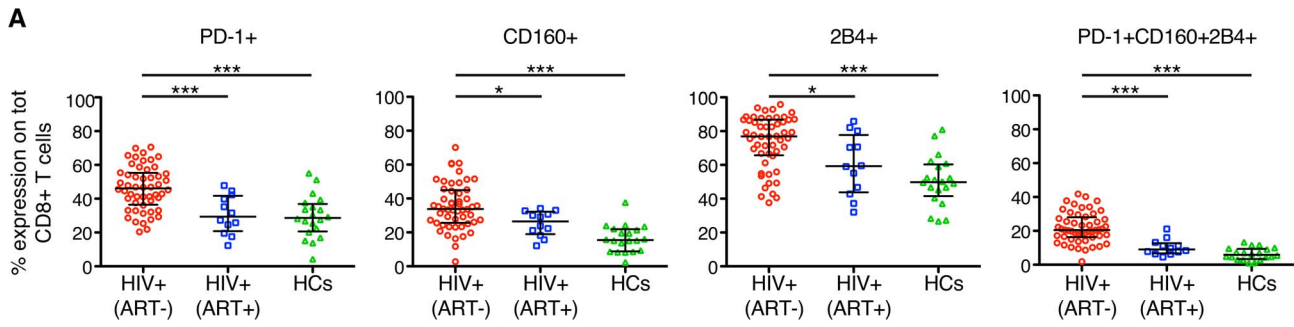 A
PD-1+
CD160+
2B4+
PD-1+CD160+2B4+
% expression on tot
CD8+ T cells
***
***
100
80
60
40
20
0
HIV+
(ART-)
HIV+
(ART+)
HCs
***
*
100
80
60
40
20
0
HIV+
(ART-)
HIV+
(ART+)
HCs
***
*
100
80
60
40
20
0
HIV+
(ART-)
HIV+
(ART+)
HCs
***
***
100
80
60
40
20
0
HIV+
(ART-)
HIV+
(ART+)
HCs